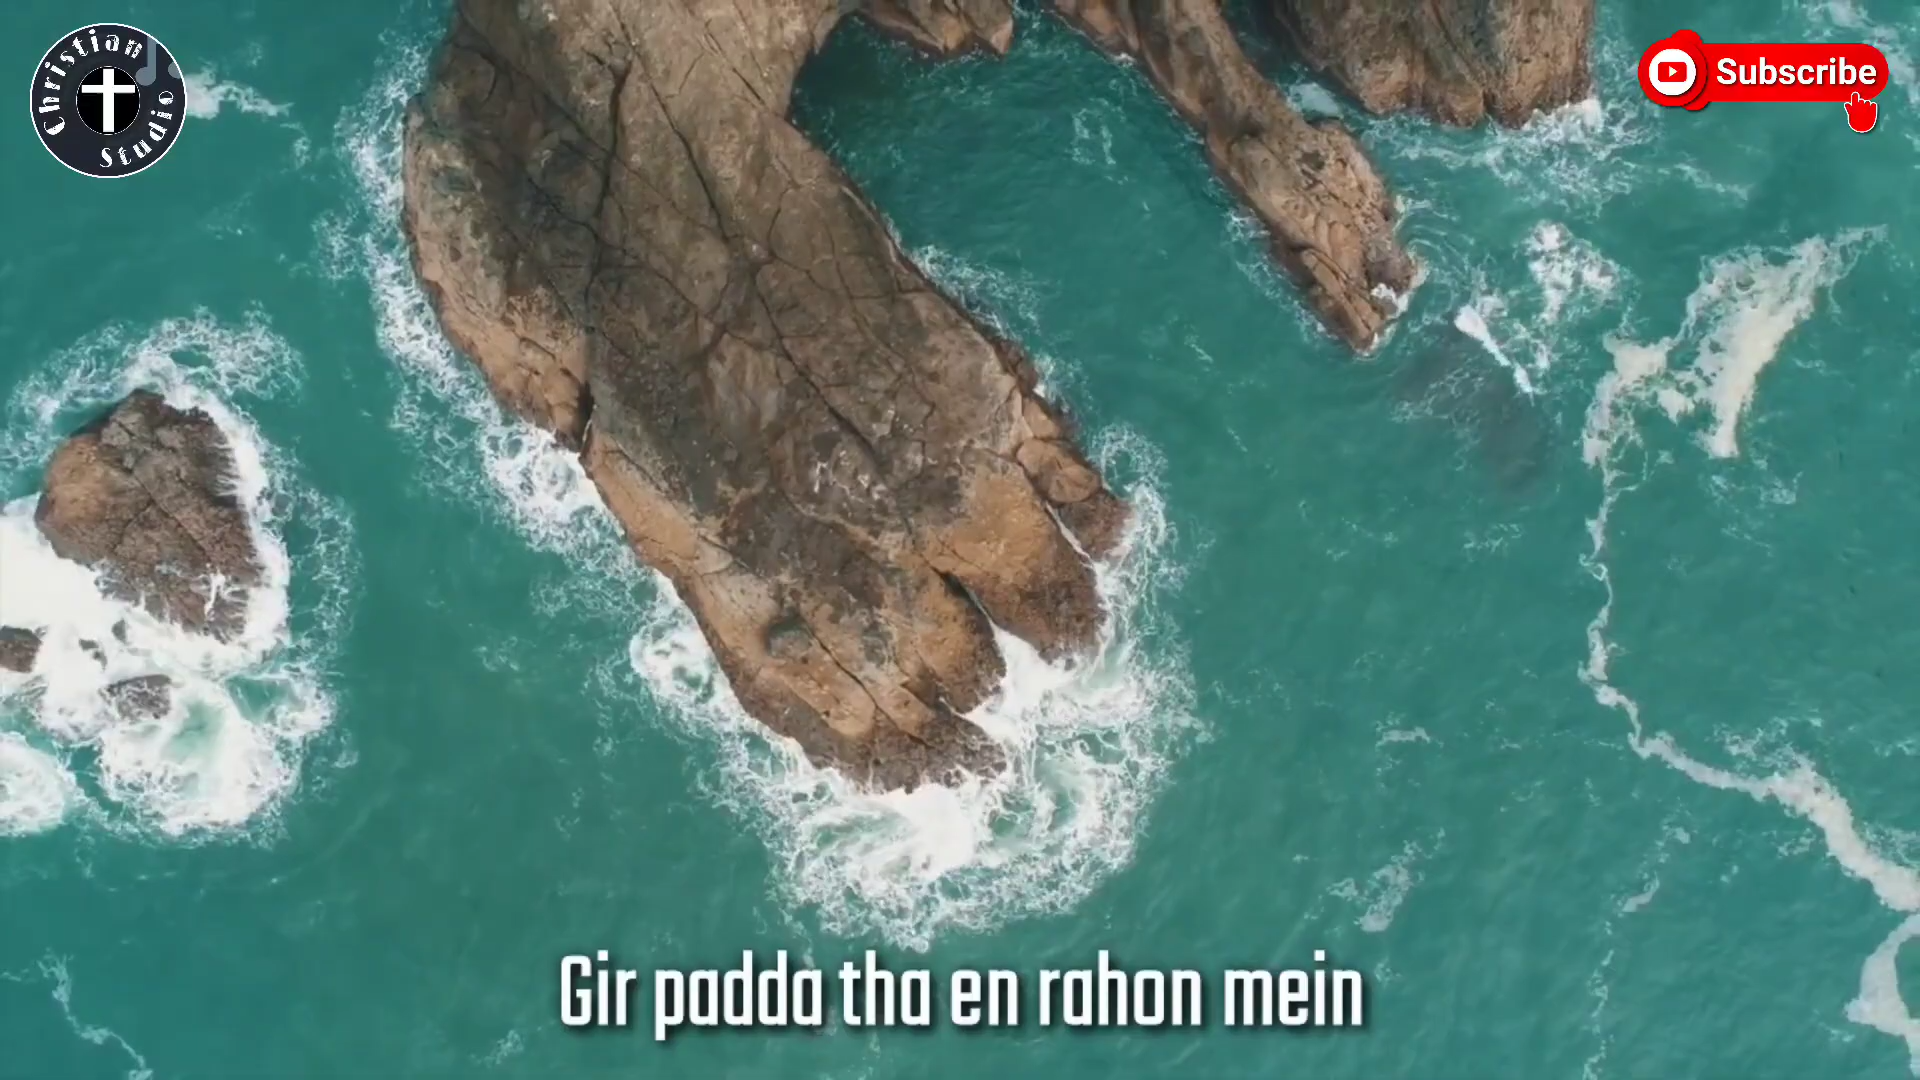 Christian
Studio
Subscribe
Gir padda tha en rahon mein